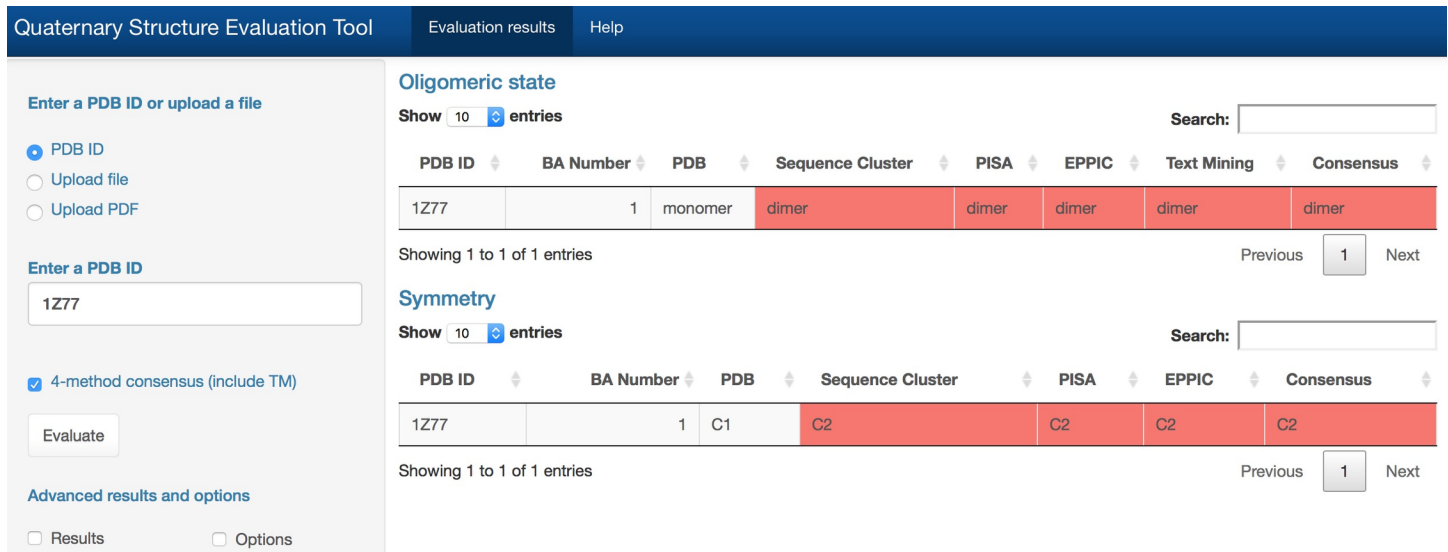 Quaternary Structure Evaluation Tool Evaluation results Help
Enter a PDB ID or upload a file
PDB ID
Upload file
Upload PDF
Enter a PDB ID
1Z77
4-method consensus (include TM)
Evaluate
Advanced results and options
Results Options
Oligomeric state
Show 10 entries Search:
PDB ID BA Number PDB Sequence Cluster PISA EPPIC Text Mining Consensus
1Z77 1 monomer dimer dimer dimer dimer dimer
Showing 1 to 1 of 1 entries Previous 1 Next
Symmetry
Show 10 entries Search:
PDB ID BA Number PDB Sequence Cluster PISA EPPIC Consensus
1Z77 1 C1 C2 C2 C2 C2
Showing 1 to 1 of 1 entries Previous 1 Next